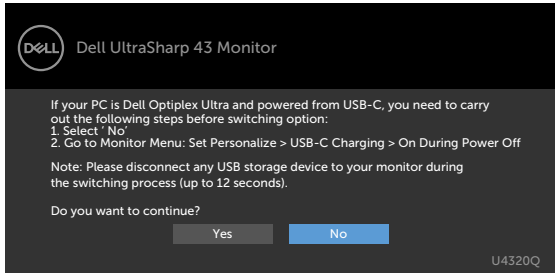 DELL
Dell UltraSharp 43 Monitor
If your PC is Dell Optiplex Ultra and powered from USB-C, you need to carry
out the following steps before switching option:
1. Select ‘ No’
2. Go to Monitor Menu: Set Personalize > USB-C Charging > On During Power Off
Note: Please disconnect any USB storage device to your monitor during
the switching process (up to 12 seconds).
Do you want to continue?
Yes No
U4320Q